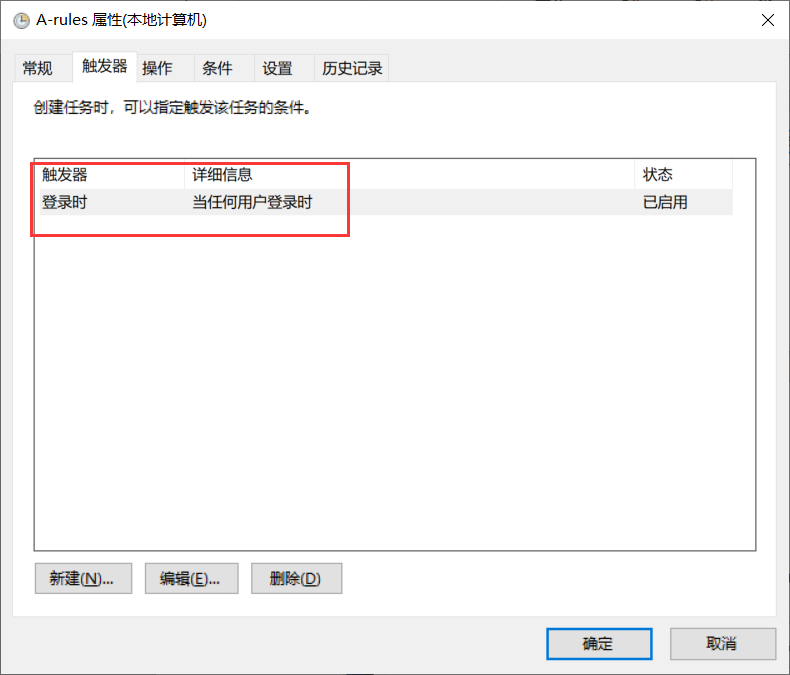 A-rules 属性(本地计算机)
常规 触发器 操作 条件 设置 历史记录
创建任务时，可以指定触发该任务的条件。
触发器 详细信息 状态
登录时 当任何用户登录时 已启用
新建(N)... 编辑(E)... 删除(D)
确定 取消